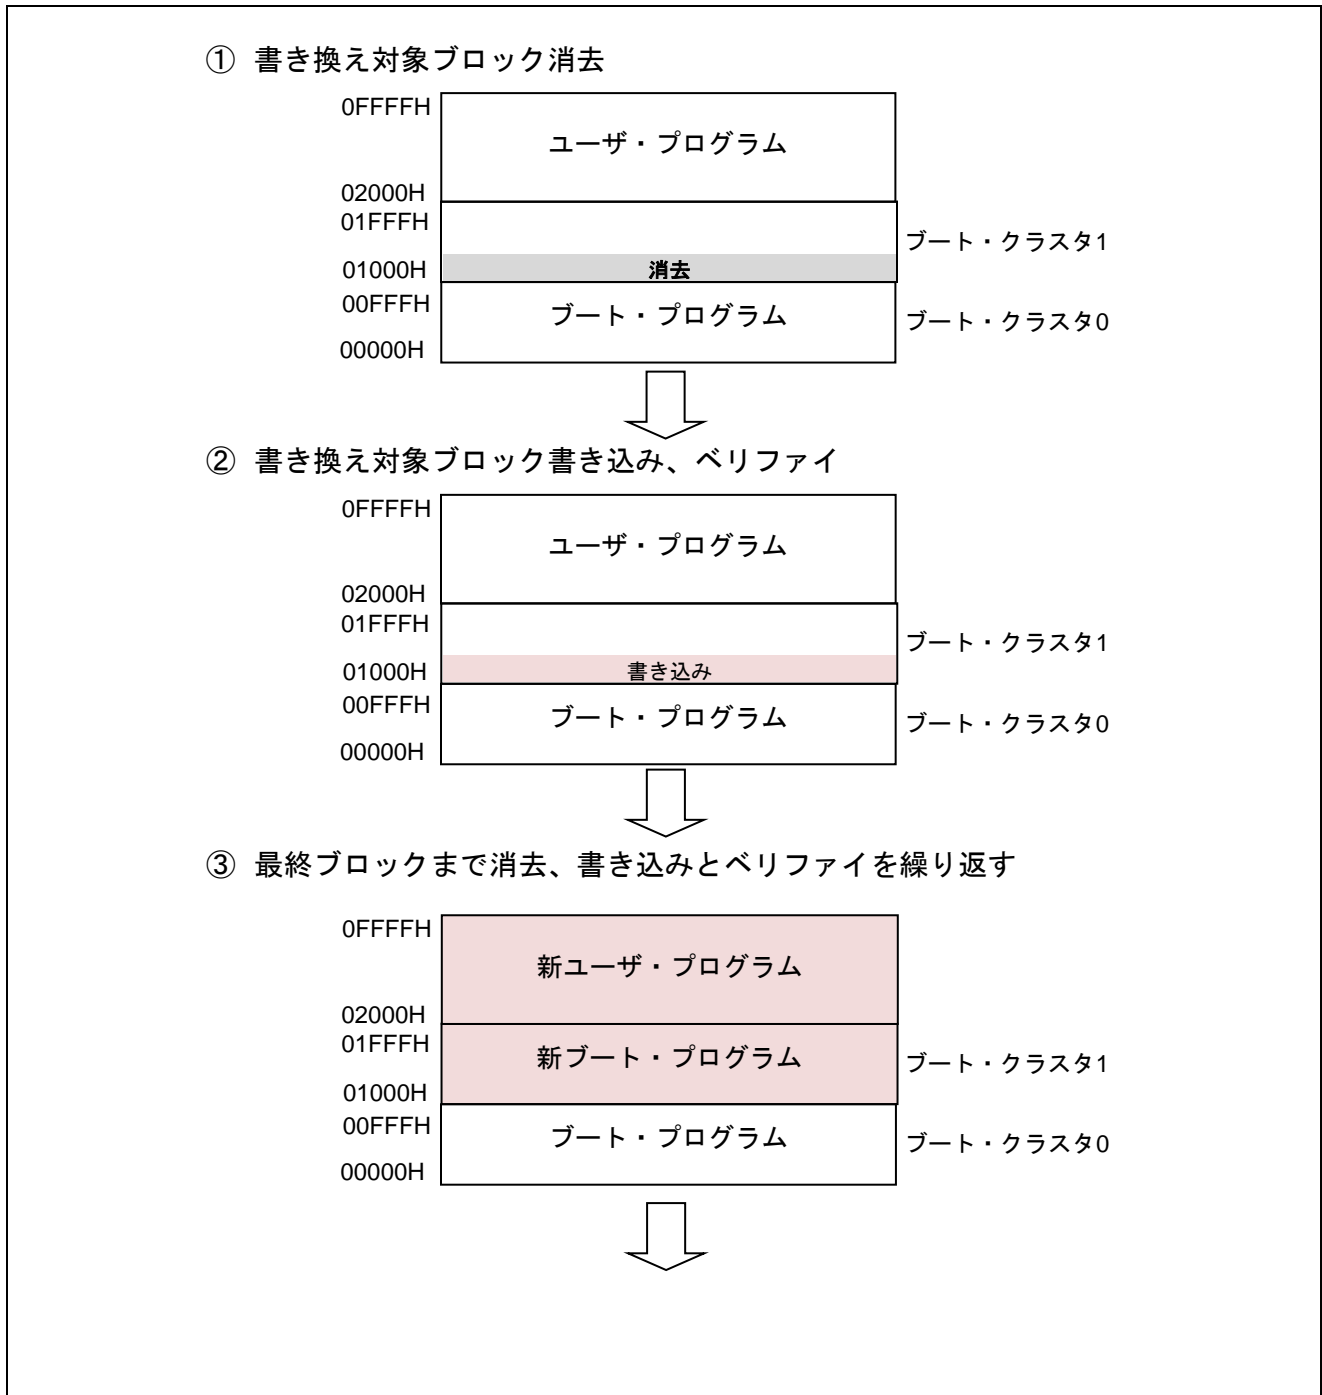 ① 書き換え対象ブロック消去
0FFFFH
ユーザ・プログラム
02000H
01FFFH
ブート・クラスタ1
01000H
消去
00FFFH
ブート・プログラム
ブート・クラスタ0
00000H
② 書き換え対象ブロック書き込み、ベリファイ
0FFFFH
ユーザ・プログラム
02000H
01FFFH
ブート・クラスタ1
01000H
書き込み
00FFFH
ブート・プログラム
ブート・クラスタ0
00000H
③ 最終ブロックまで消去、書き込みとベリファイを繰り返す
0FFFFH
新ユーザ・プログラム
02000H
01FFFH
新ブート・プログラム
ブート・クラスタ1
01000H
00FFFH
ブート・プログラム
ブート・クラスタ0
00000H